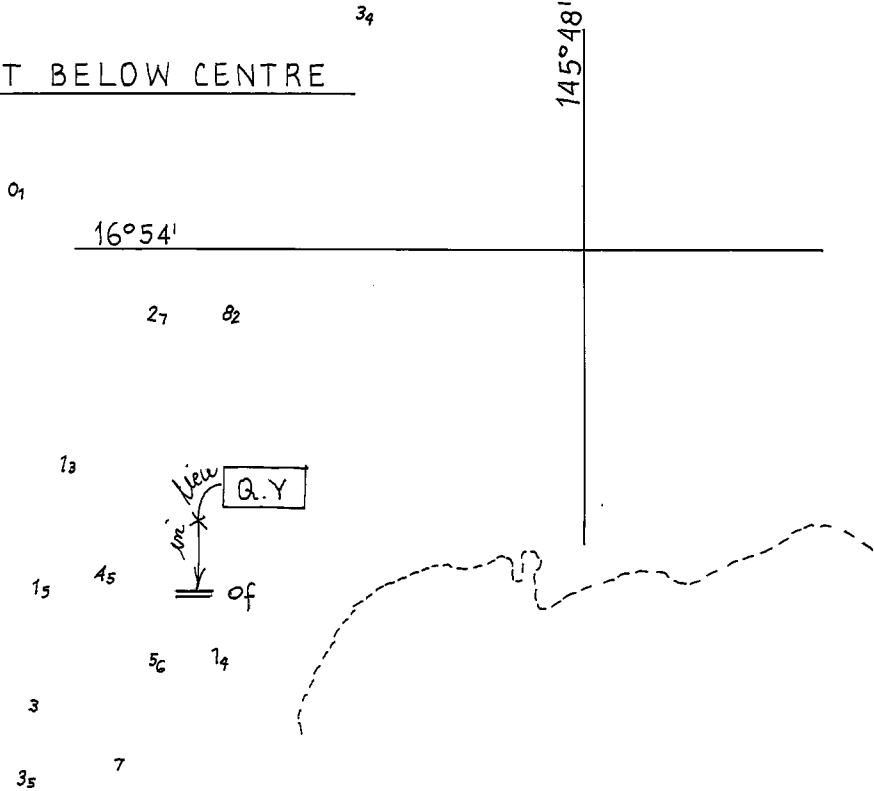 3₄
T BELOW CENTRE
145°48'
0₁
16°54'
2₇ 8₂
1₃
in lieu
Q.Y
1₅ 4₅
of
5₆ 1₄
3
3₅ 7